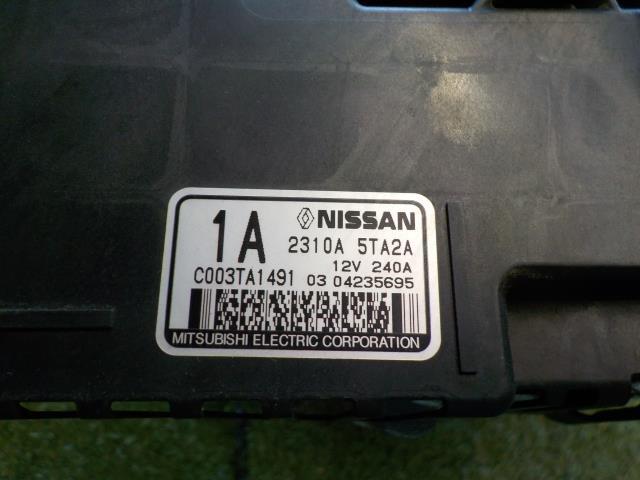 1A NISSAN
2310A 5TA2A
12V 240A
C003TA1491 03 04235695
MITSUBISHI ELECTRIC CORPORATION